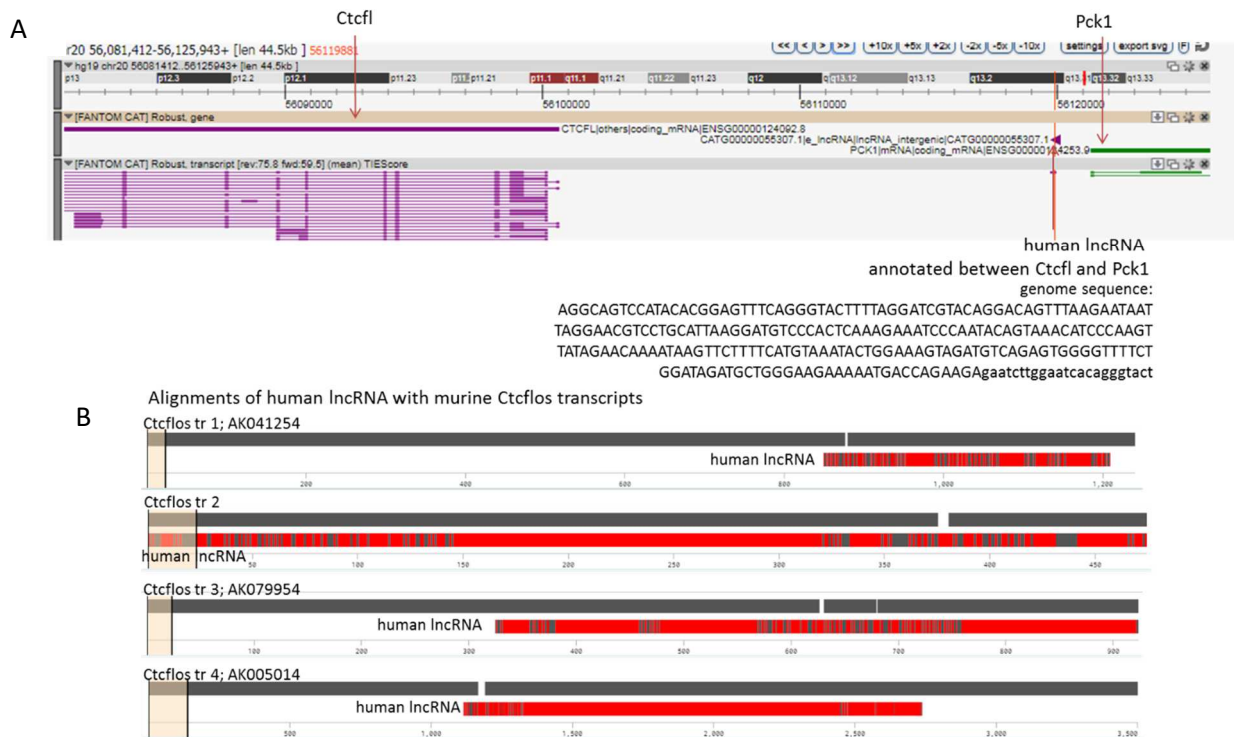 A
Ctcfl
Pck1
r20 56,081,412-56,125,943+ [len 44.5kb ] 56119881
<< < > >> +10x +5x +2x -2x -5x -10x settings export svg F
hg19 chr20 56081412..56125943+ [len 44.5kb ]
p13 p12.3 p12.2 p12.1 p11.23 p11.21 p11.1 q11.1 q11.21 q11.22 q11.23 q12 q13.12 q13.13 q13.2 q13.32 q13.33
56090000 56100000 56110000 56120000
[FANTOM CAT] Robust, gene
CTCFL|others|coding_mRNA|ENSG00000124092.8
CATG00000055307.1|e_lncRNA|lncRNA_intergenic|CATG00000055307.1
PCK1|mRNA|coding_mRNA|ENSG00000124253.9
[FANTOM CAT] Robust, transcript [rev:75.8 fwd:59.5] (mean) TIEScore
human lncRNA
annotated between Ctcfl and Pck1
genome sequence:
AGGCAGTCCATACACGGAGTTTCAGGGTACTTTTAGGATCGTACAGGACAGTTTAAGAATAAT
TAGGAACGTCCTGCATTAAGGATGTCCCACTCAAAGAAATCCCAATACAGTAAACATCCCAAGT
TATAGAACAAAATAAGTTCTTTTCATGTAAATACTGGAAAGTAGATGTCAGAGTGGGGTTTTCT
GGATAGATGCTGGGAAGAAAAATGACCAGAAGAgaatcttggaatcacagggtact
B
Alignments of human lncRNA with murine Ctcflos transcripts
Ctcflos tr 1; AK041254
human lncRNA
200 400 600 800 1,000 1,200
Ctcflos tr 2
human lncRNA
50 100 150 200 250 300 350 400 450
Ctcflos tr 3; AK079954
human lncRNA
100 200 300 400 500 600 700 800 900
Ctcflos tr 4; AK005014
human lncRNA
500 1,000 1,500 2,000 2,500 3,000 3,500